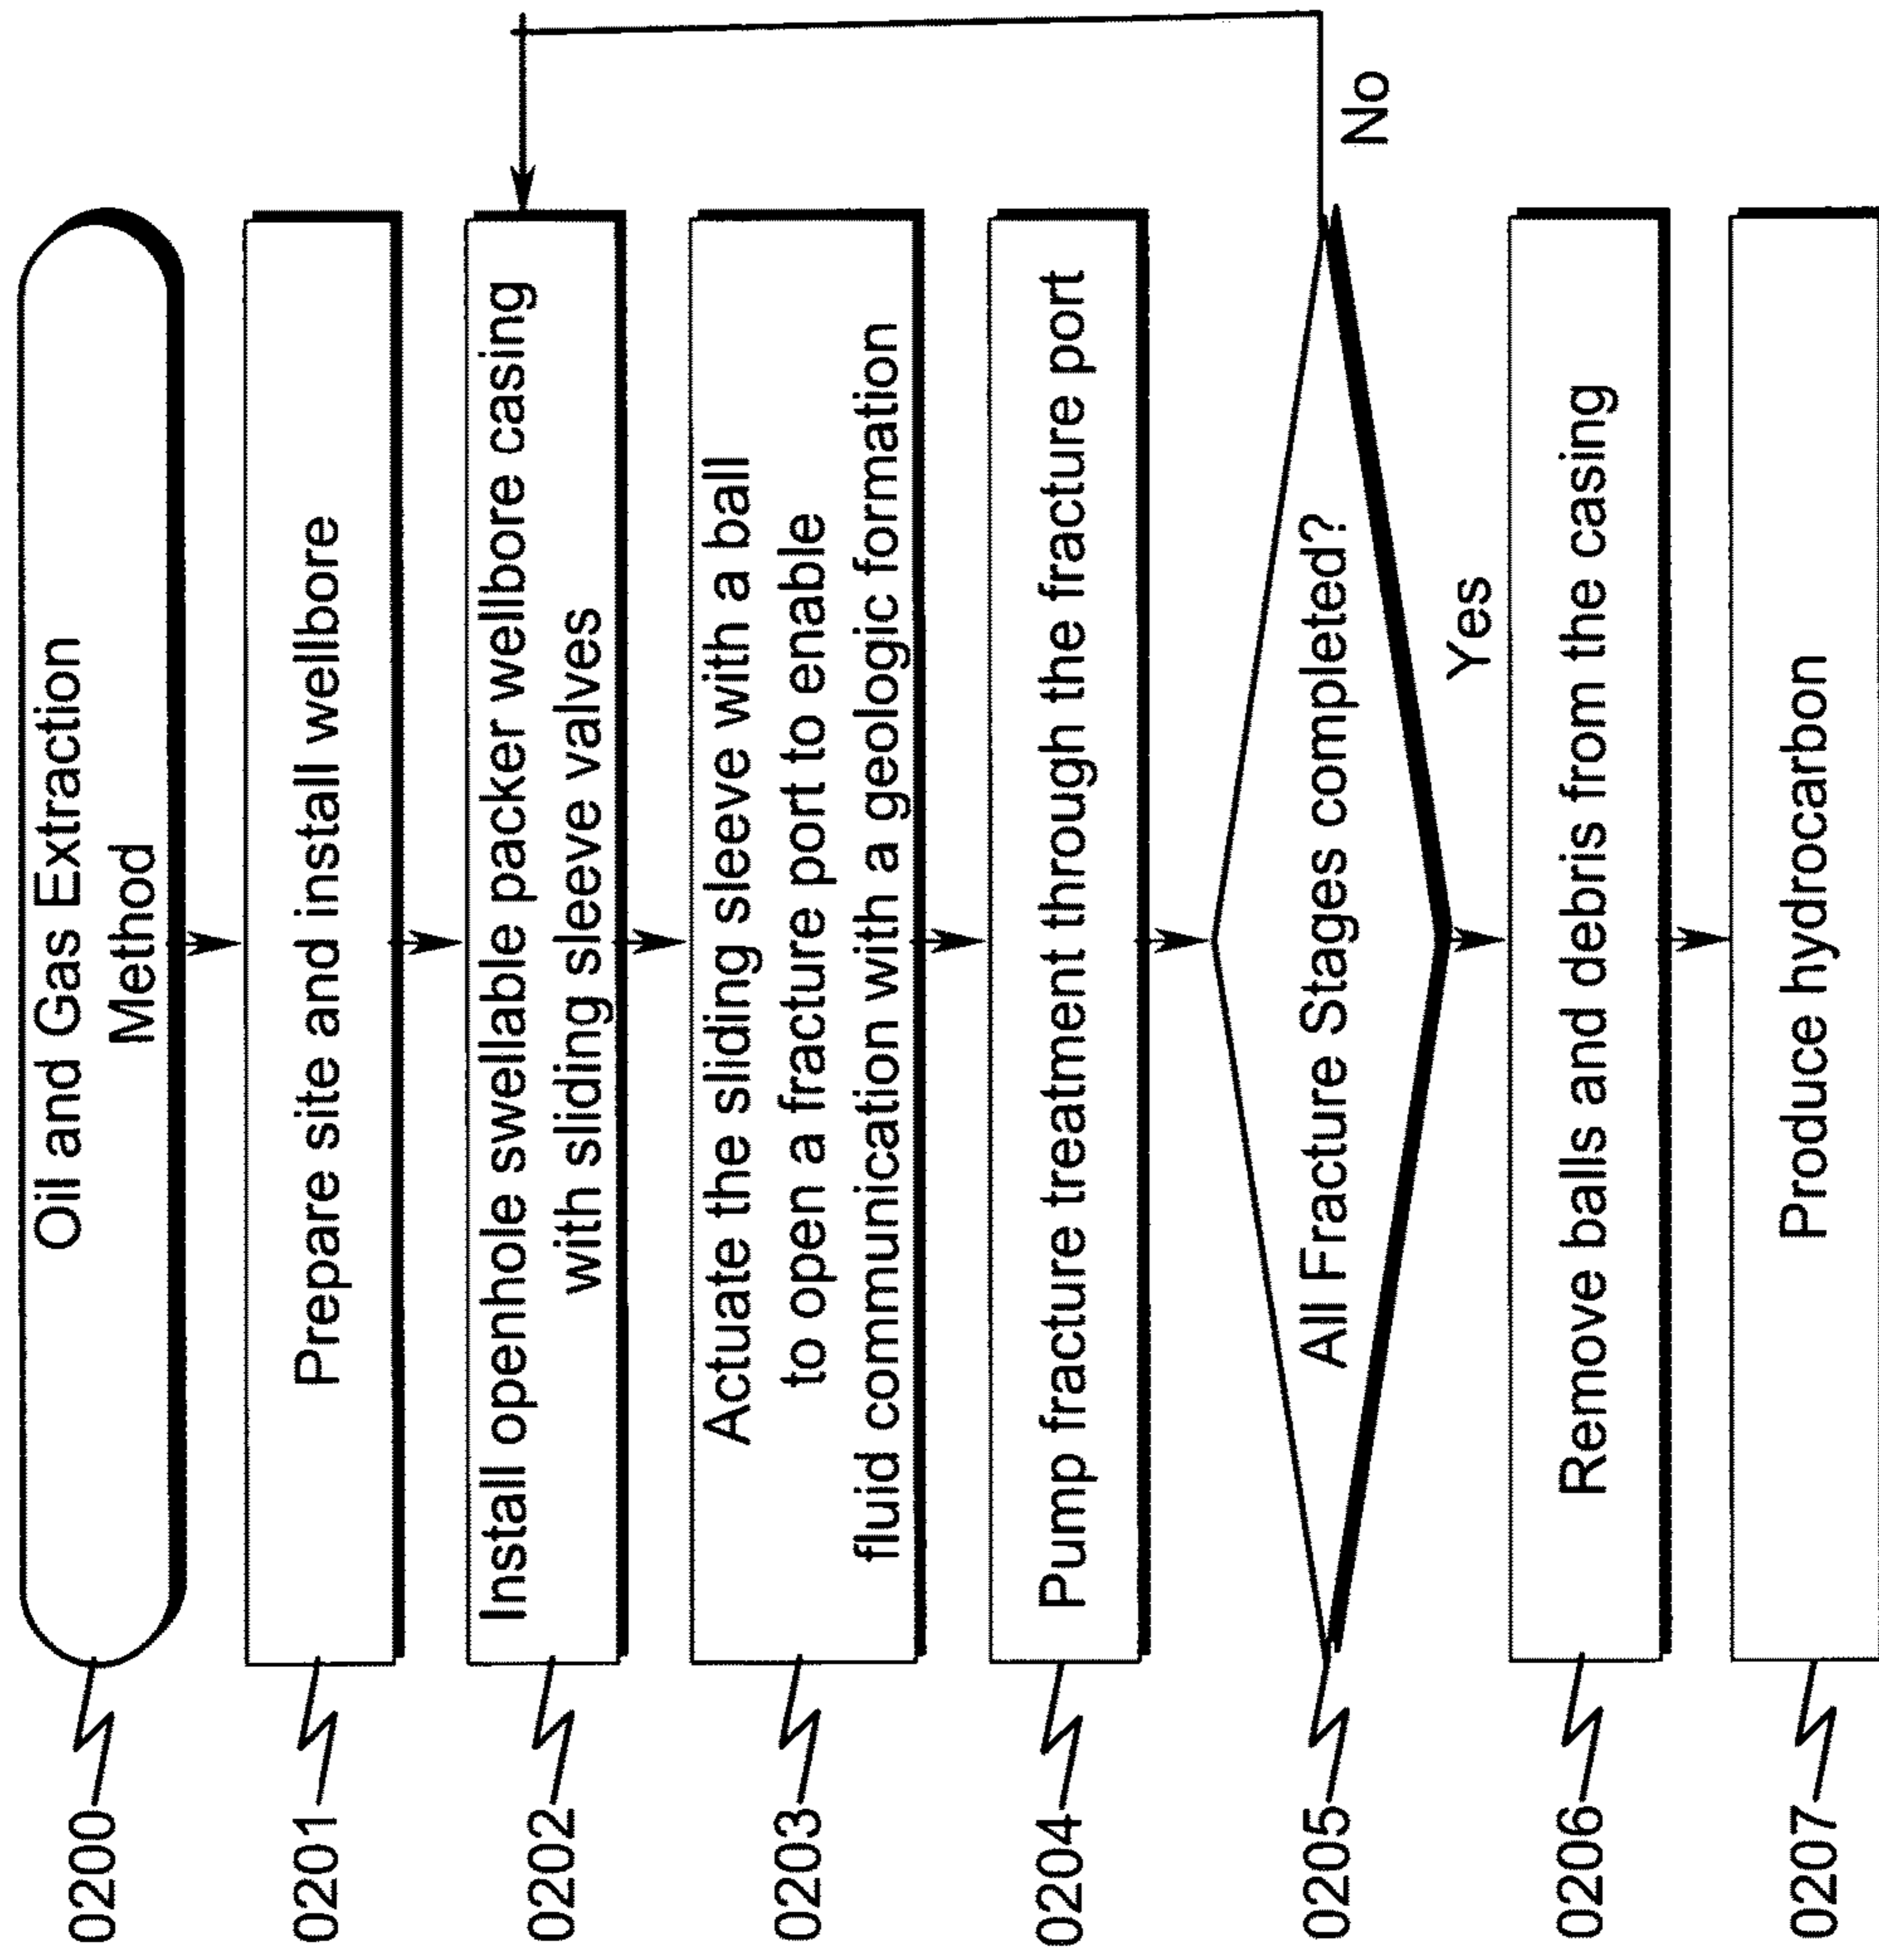 Oil and Gas Extraction
Method
0200
Prepare site and install wellbore
0201
Install openhole swellable packer wellbore casing
with sliding sleeve valves
0202
Actuate the sliding sleeve with a ball
to open a fracture port to enable
fluid communication with a geologic formation
0203
Pump fracture treatment through the fracture port
0204
All Fracture Stages completed?
No
0205
Yes
Remove balls and debris from the casing
0206
Produce hydrocarbon
0207